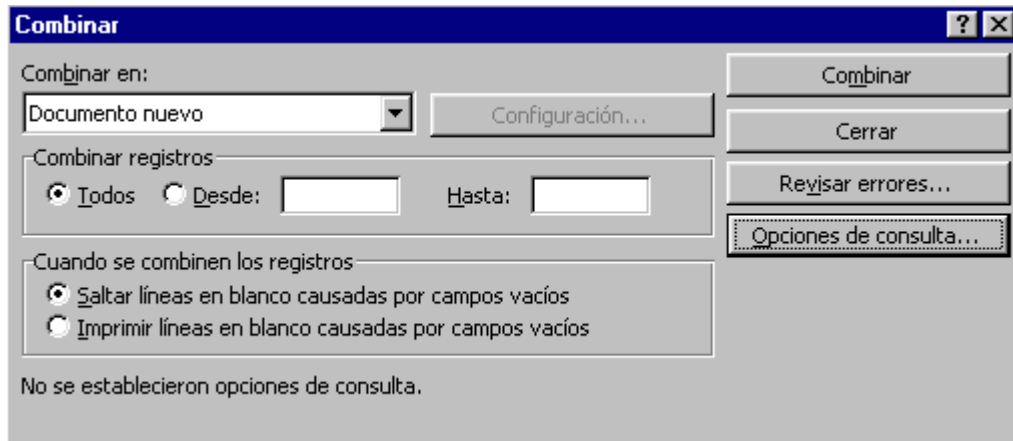 Combinar
Combinar en:
Documento nuevo
Configuración...
Combinar registros
Todos
Desde:
Hasta:
Cuando se combinen los registros
Saltar líneas en blanco causadas por campos vacíos
Imprimir líneas en blanco causadas por campos vacíos
No se establecieron opciones de consulta.
Combinar
Cerrar
Revisar errores...
Opciones de consulta...